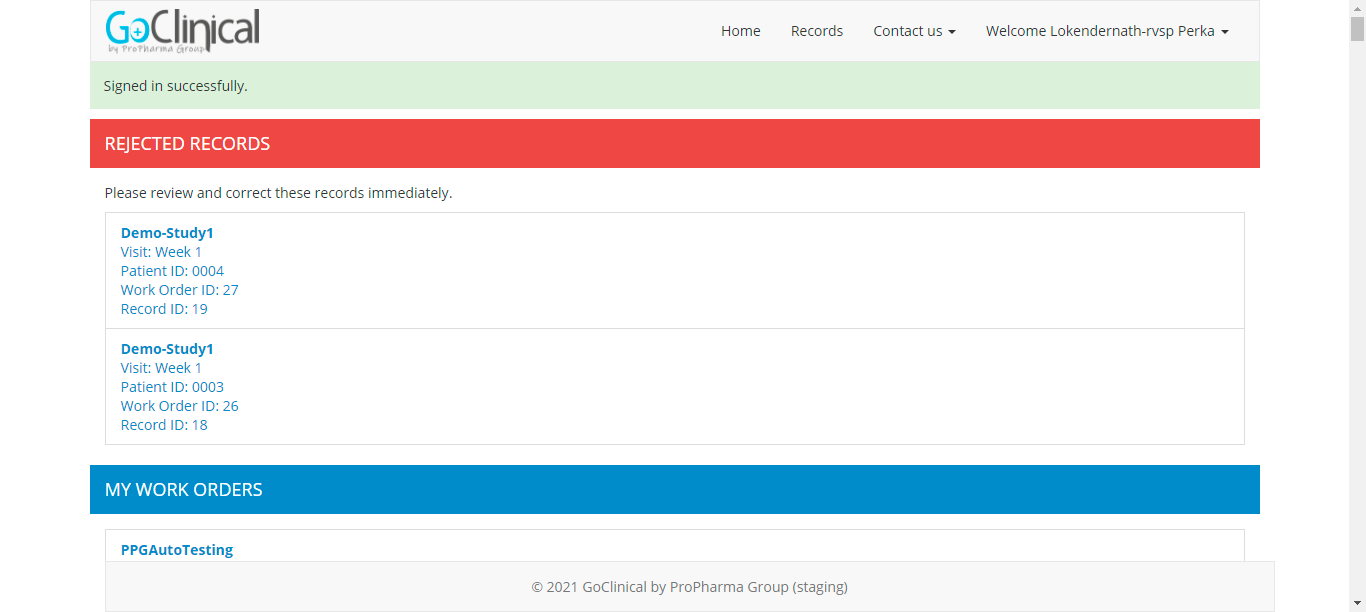 GoClinical
by ProPharma Group
Home Records Contact us Welcome Lokendernath-rvsp Perka
Signed in successfully.
REJECTED RECORDS
Please review and correct these records immediately.
Demo-Study1
Visit: Week 1
Patient ID: 0004
Work Order ID: 27
Record ID: 19
Demo-Study1
Visit: Week 1
Patient ID: 0003
Work Order ID: 26
Record ID: 18
MY WORK ORDERS
PPGAutoTesting
© 2021 GoClinical by ProPharma Group (staging)